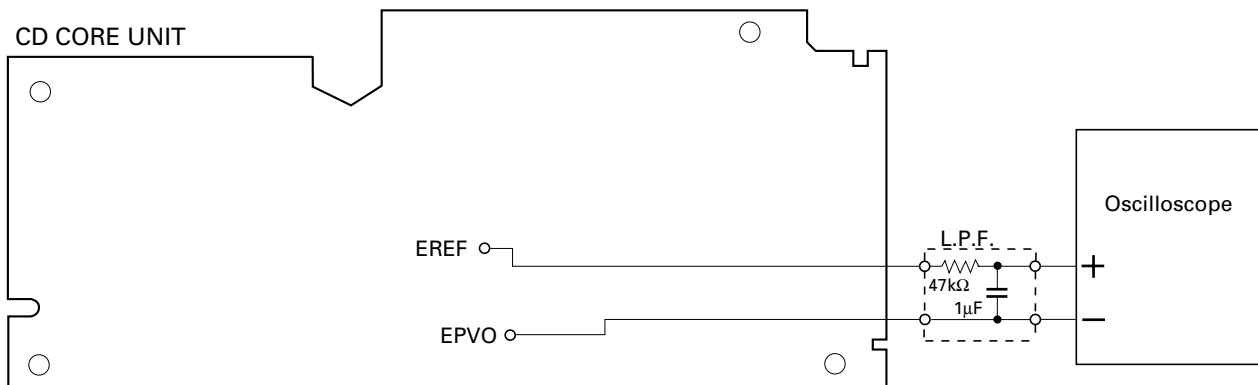 CD CORE UNIT
Oscilloscope
L.P.F.
EREF
+
47kΩ
1µF
−
EPVO